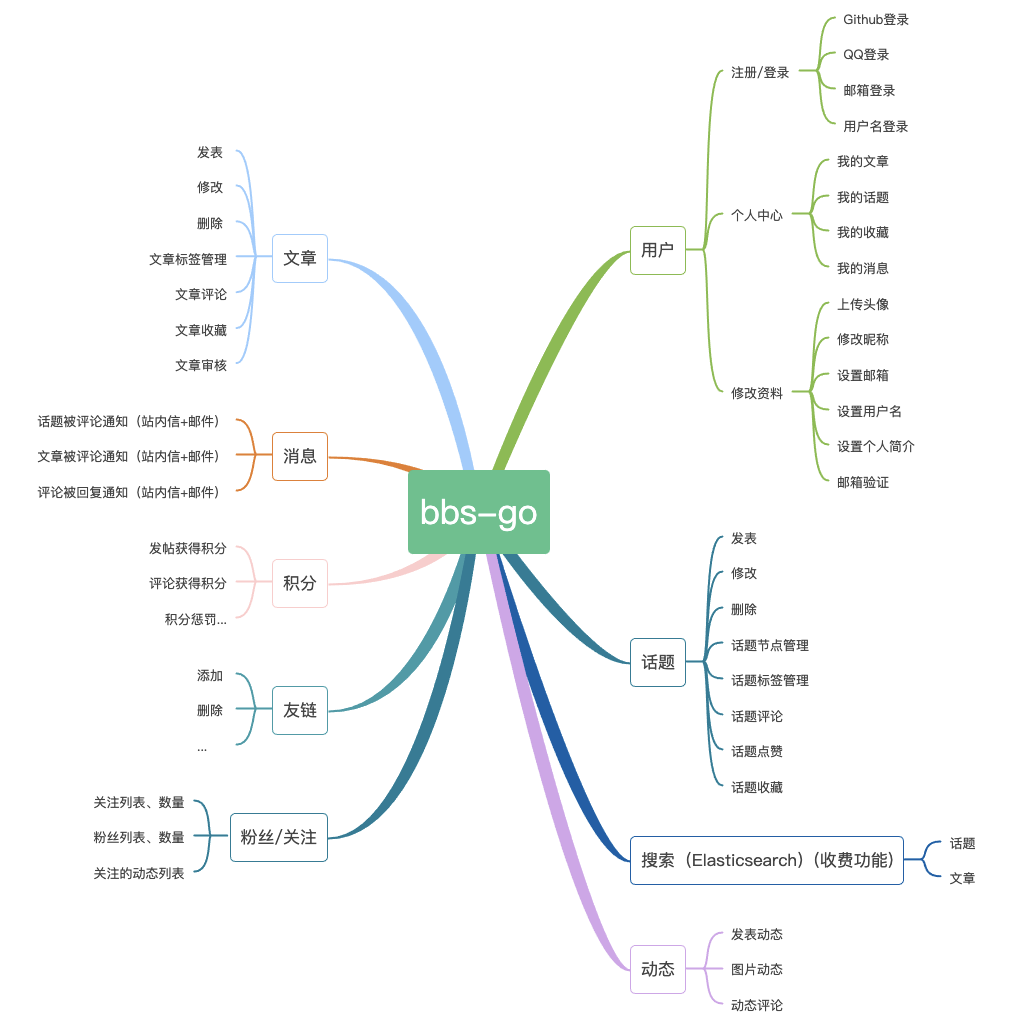 bbs-go
用户
注册/登录
Github登录
QQ登录
邮箱登录
用户名登录
个人中心
我的文章
我的话题
我的收藏
我的消息
修改资料
上传头像
修改昵称
设置邮箱
设置用户名
设置个人简介
邮箱验证
话题
发表
修改
删除
话题节点管理
话题标签管理
话题评论
话题点赞
话题收藏
搜索（Elasticsearch）(收费功能)
话题
文章
动态
发表动态
图片动态
动态评论
文章
发表
修改
删除
文章标签管理
文章评论
文章收藏
文章审核
消息
话题被评论通知（站内信+邮件）
文章被评论通知（站内信+邮件）
评论被回复通知（站内信+邮件）
积分
发帖获得积分
评论获得积分
积分惩罚...
友链
添加
删除
...
粉丝/关注
关注列表、数量
粉丝列表、数量
关注的动态列表